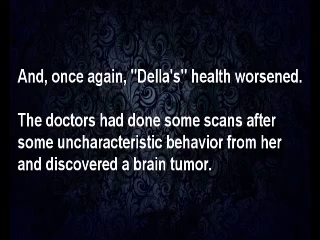 And, once again, "Della's" health worsened.
The doctors had done some scans after
some uncharacteristic behavior from her
and discovered a brain tumor.